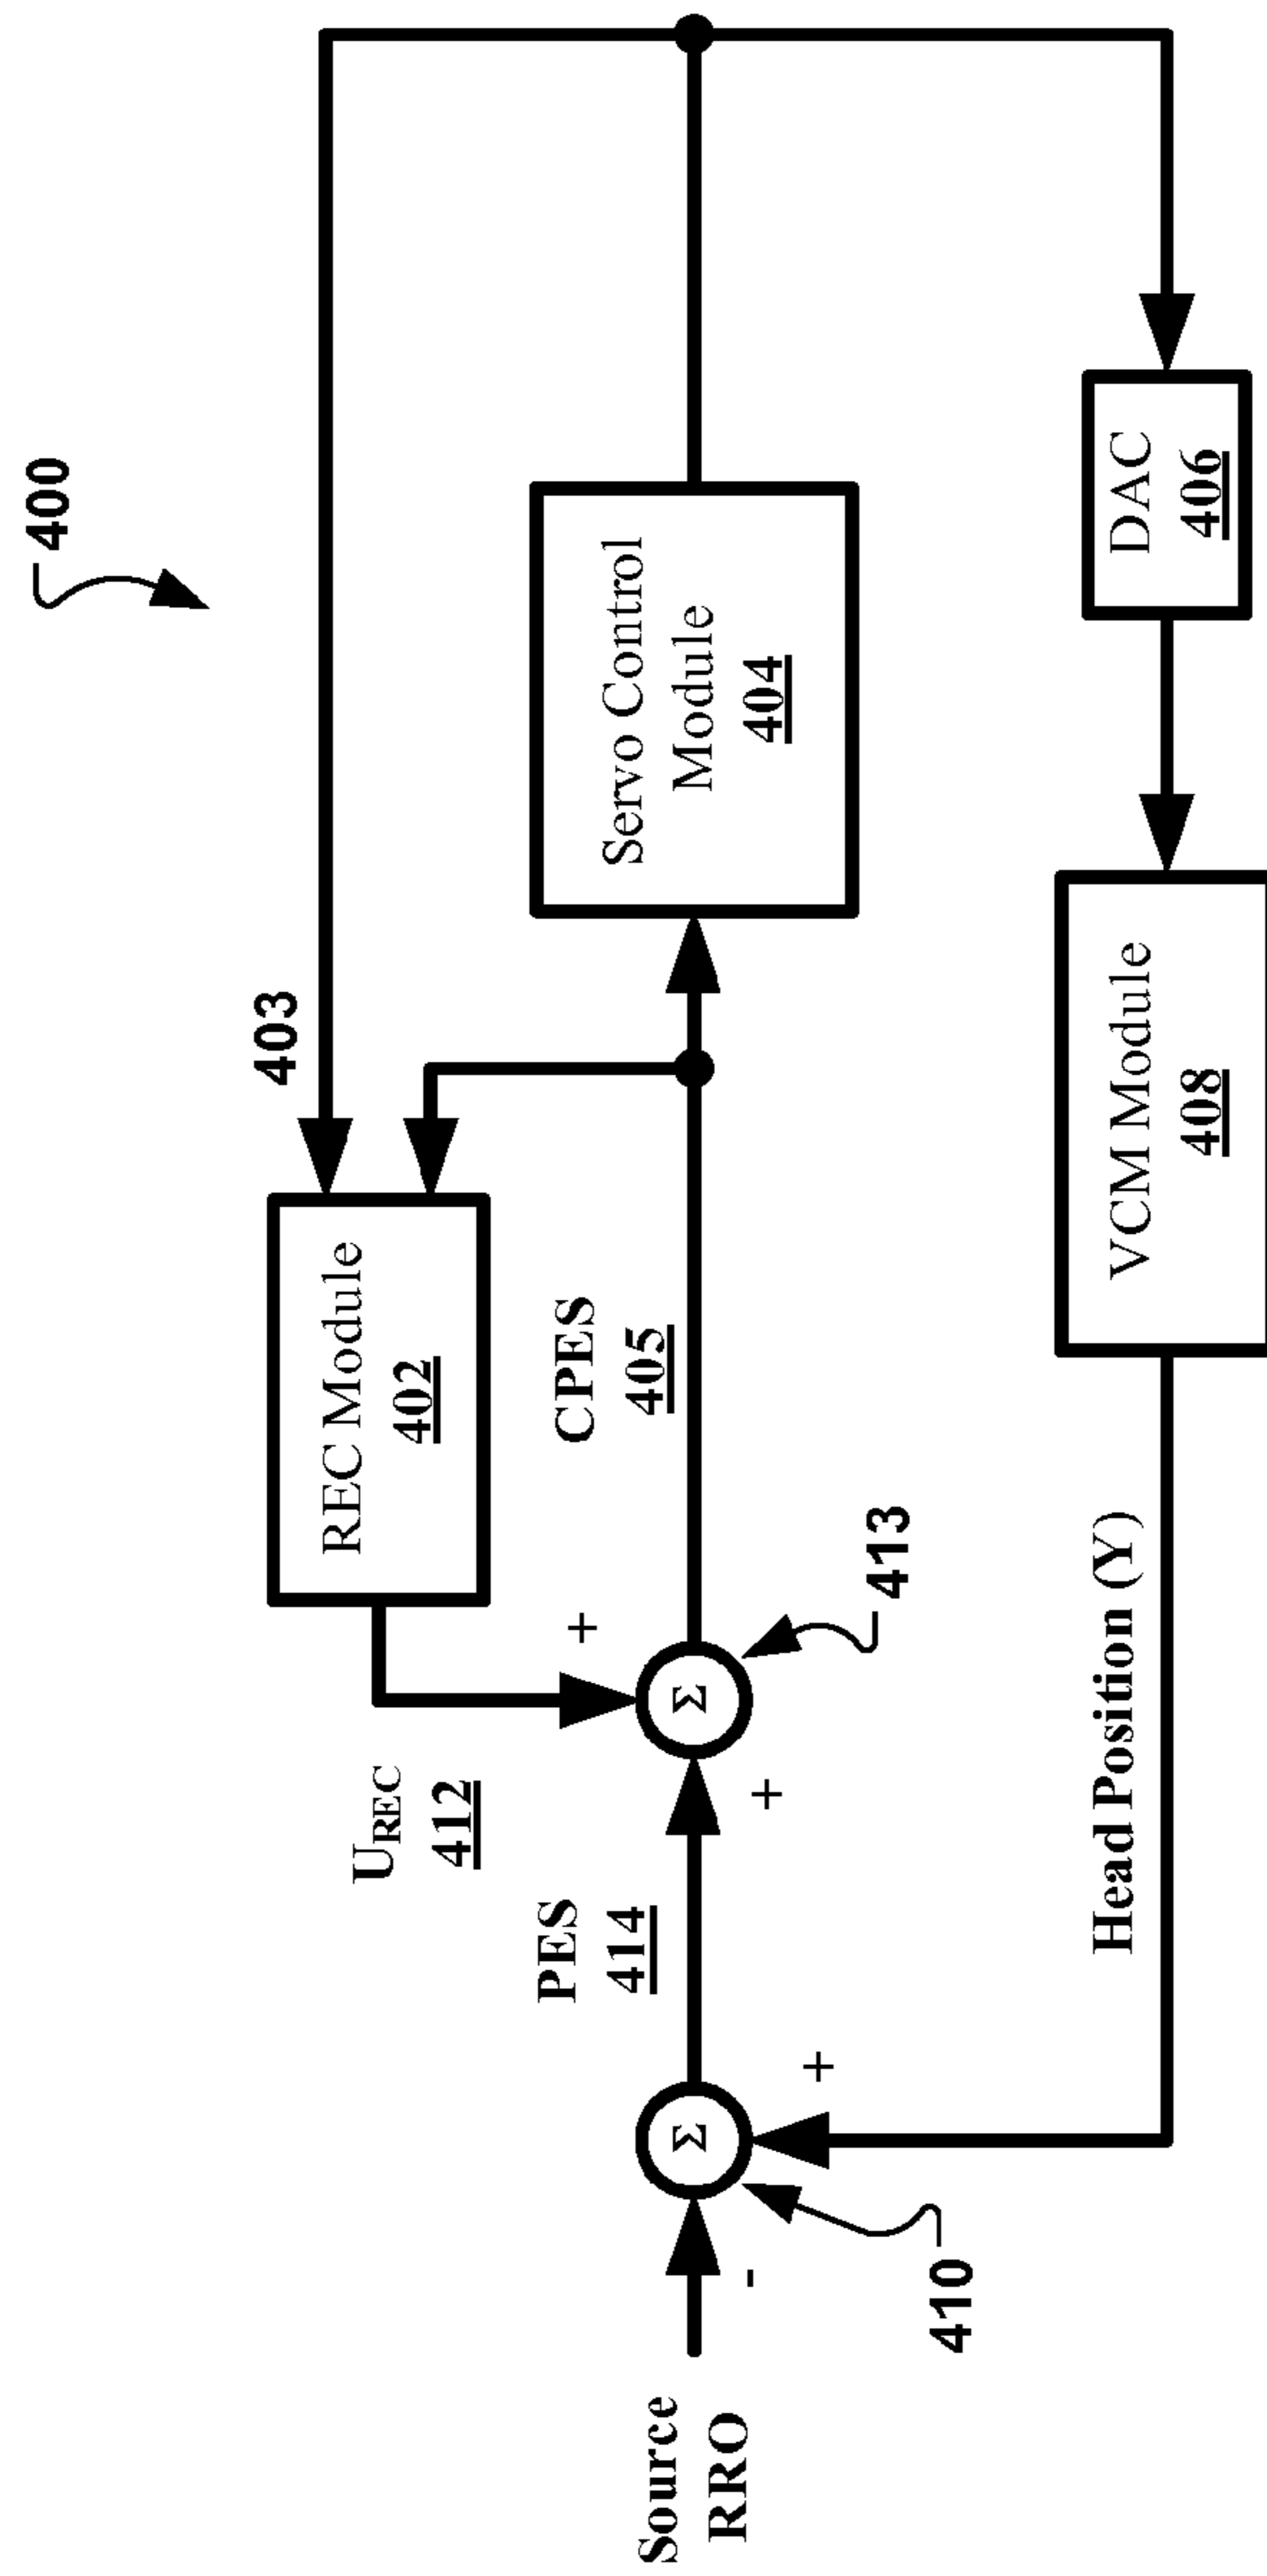 400
403
REC Module
402
Servo Control
Module
404
U_REC
412
CPES
405
PES
414
+
Σ
413
+
Source
RRO
-
Σ
410
+
Head Position (Y)
VCM Module
408
DAC
406